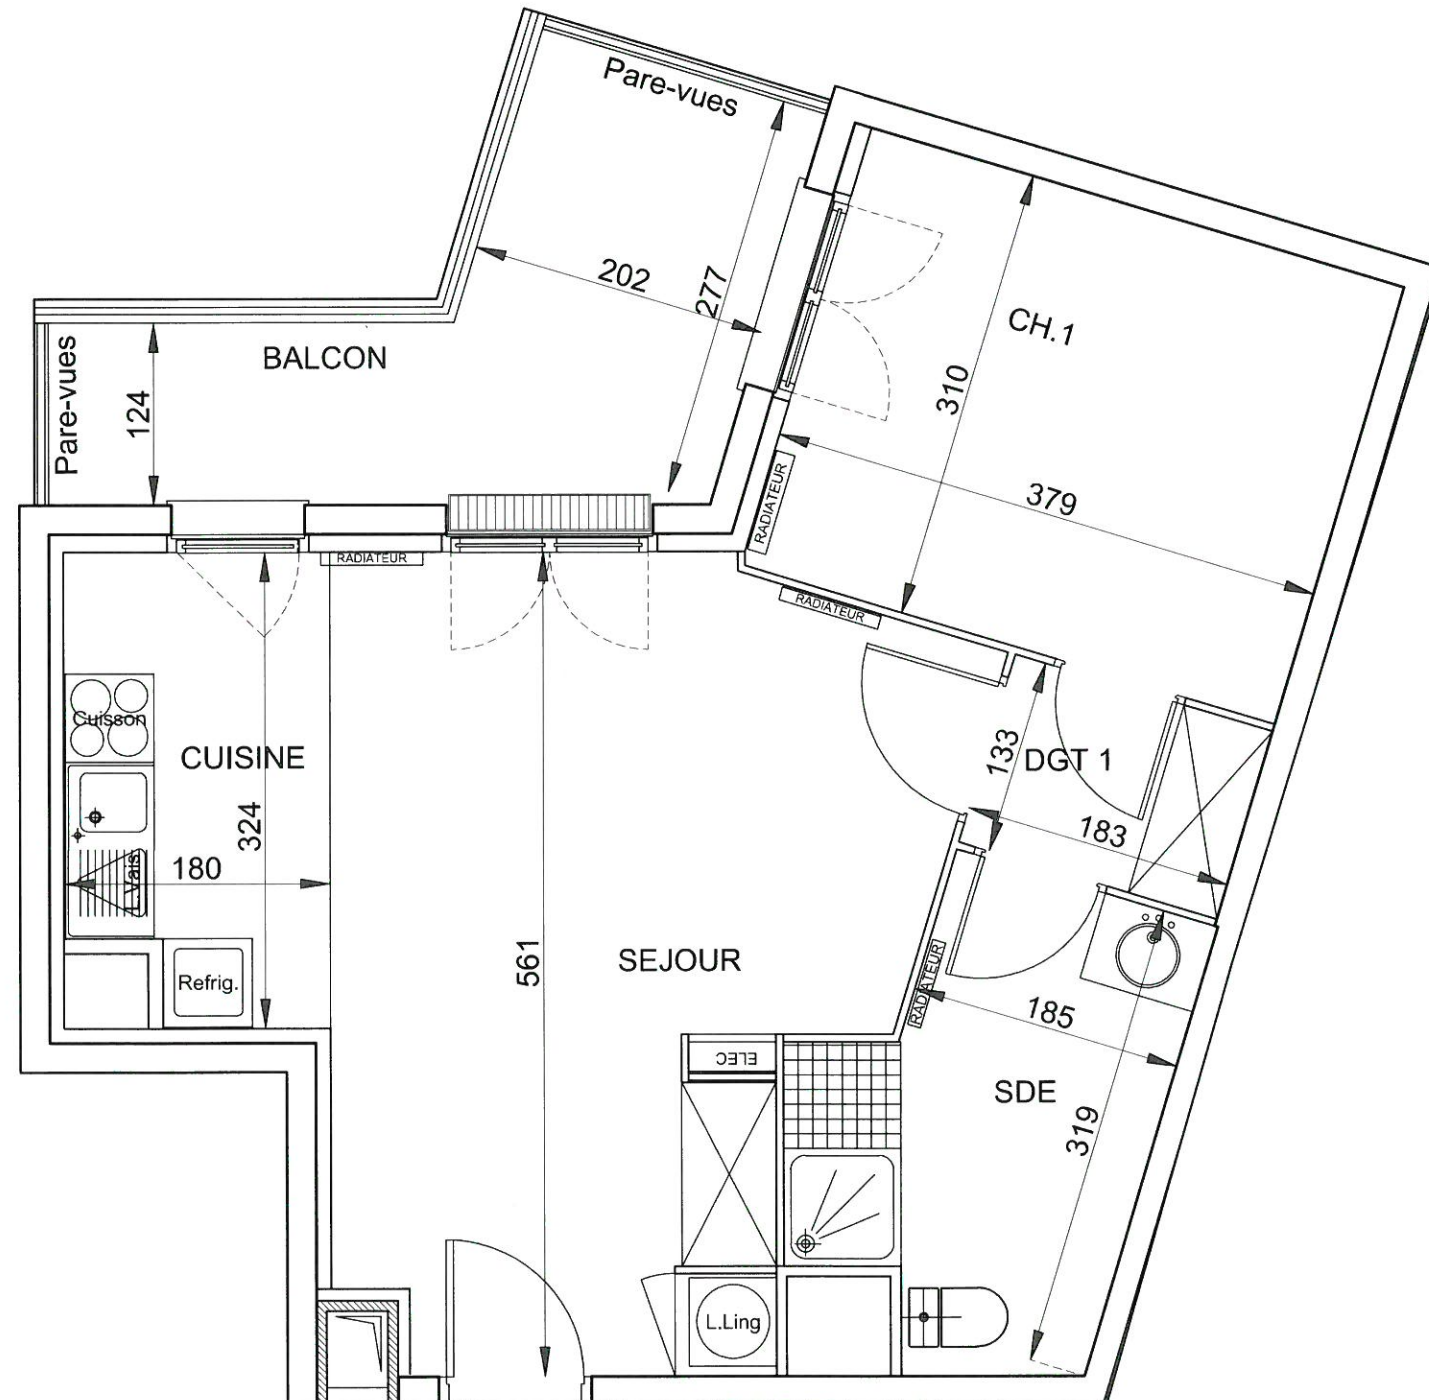 Pare-vues
202
277
CH.1
BALCON
Pare-vues
124
310
379
RADIATEUR
RADIATEUR
RADIATEUR
Cuisson
CUISINE
133
DGT 1
324
183
180
L.Vais
561
SEJOUR
Refrig.
RADIATEUR
185
ELEC
SDE
319
L.Ling